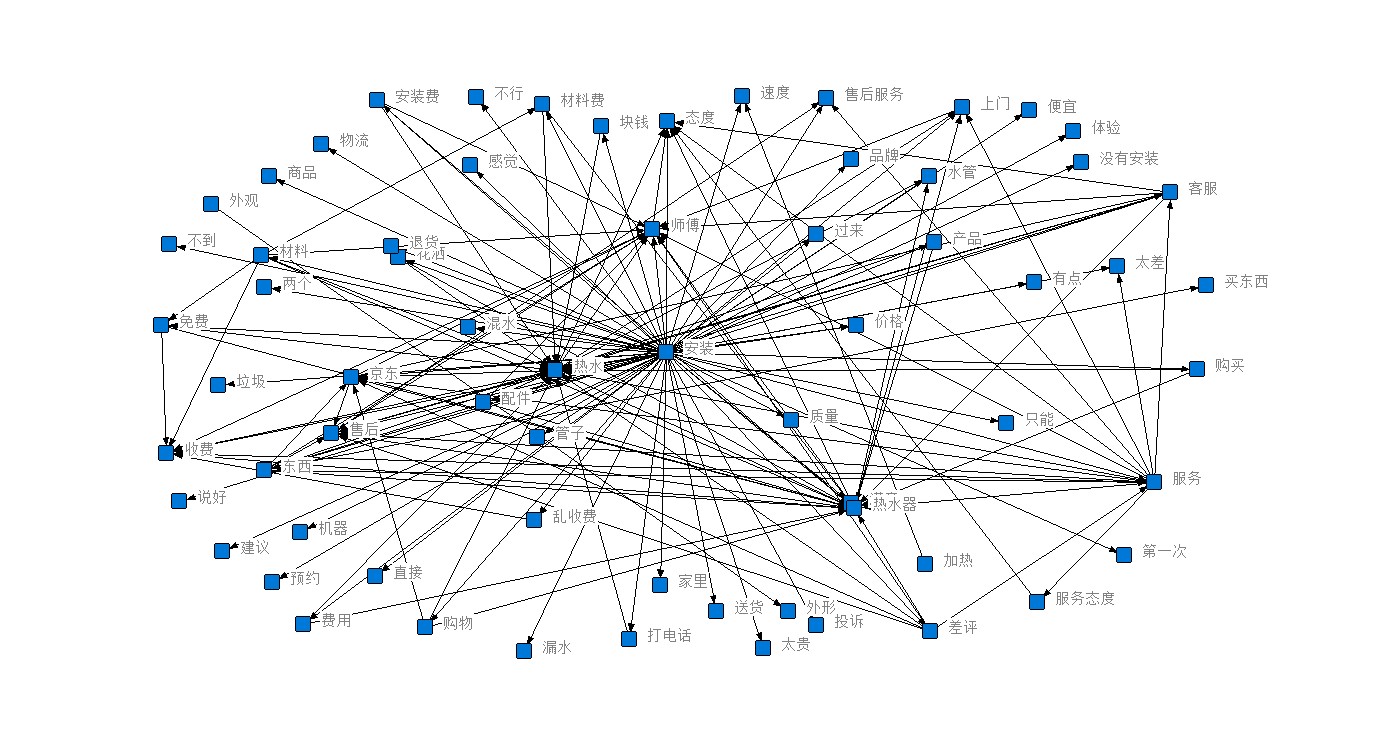 速度
不行
售后服务
安装费
材料费
上门
便宜
态度
块钱
体验
物流
品牌
没有安装
感觉
商品
水管
客服
外观
师傅
过来
产品
不到
退货
材料
花洒
太差
有点
两个
买东西
免费
混水
价格
安装
购买
热水
京东
垃圾
配件
质量
只能
售后
管子
收费
东西
服务
说好
热水器
乱收费
机器
建议
第一次
加热
直接
预约
家里
服务态度
送货
外形
费用
购物
投诉
差评
打电话
太贵
漏水